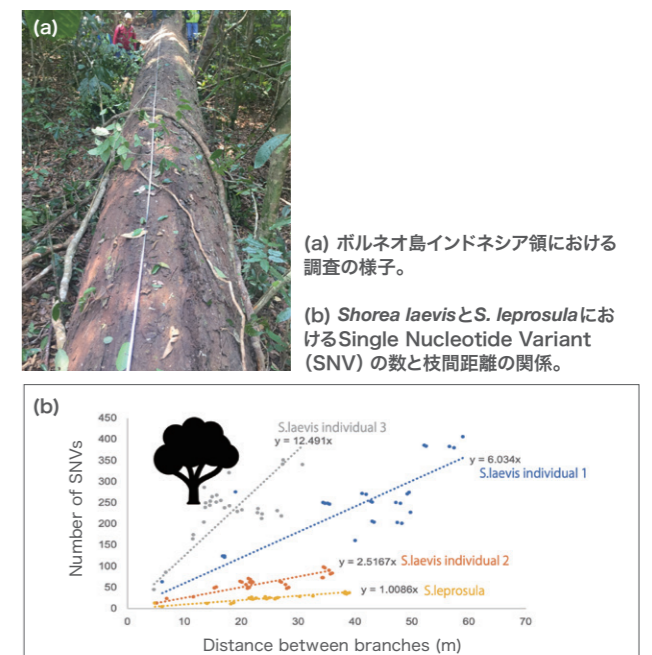 (a)
(a) ボルネオ島インドネシア領における
調査の様子。
(b) Shorea laevisとS. leprosulaにお
けるSingle Nucleotide Variant
（SNV）の数と枝間距離の関係。
(b)
Number of SNVs
450
400
350
300
250
200
150
100
50
0
S.laevis individual 3
y = 12.491x
y = 6.034x
S.laevis individual 1
y = 2.5167x
S.laevis individual 2
y = 1.0086x
S.leprosula
0 10 20 30 40 50 60 70
Distance between branches (m)